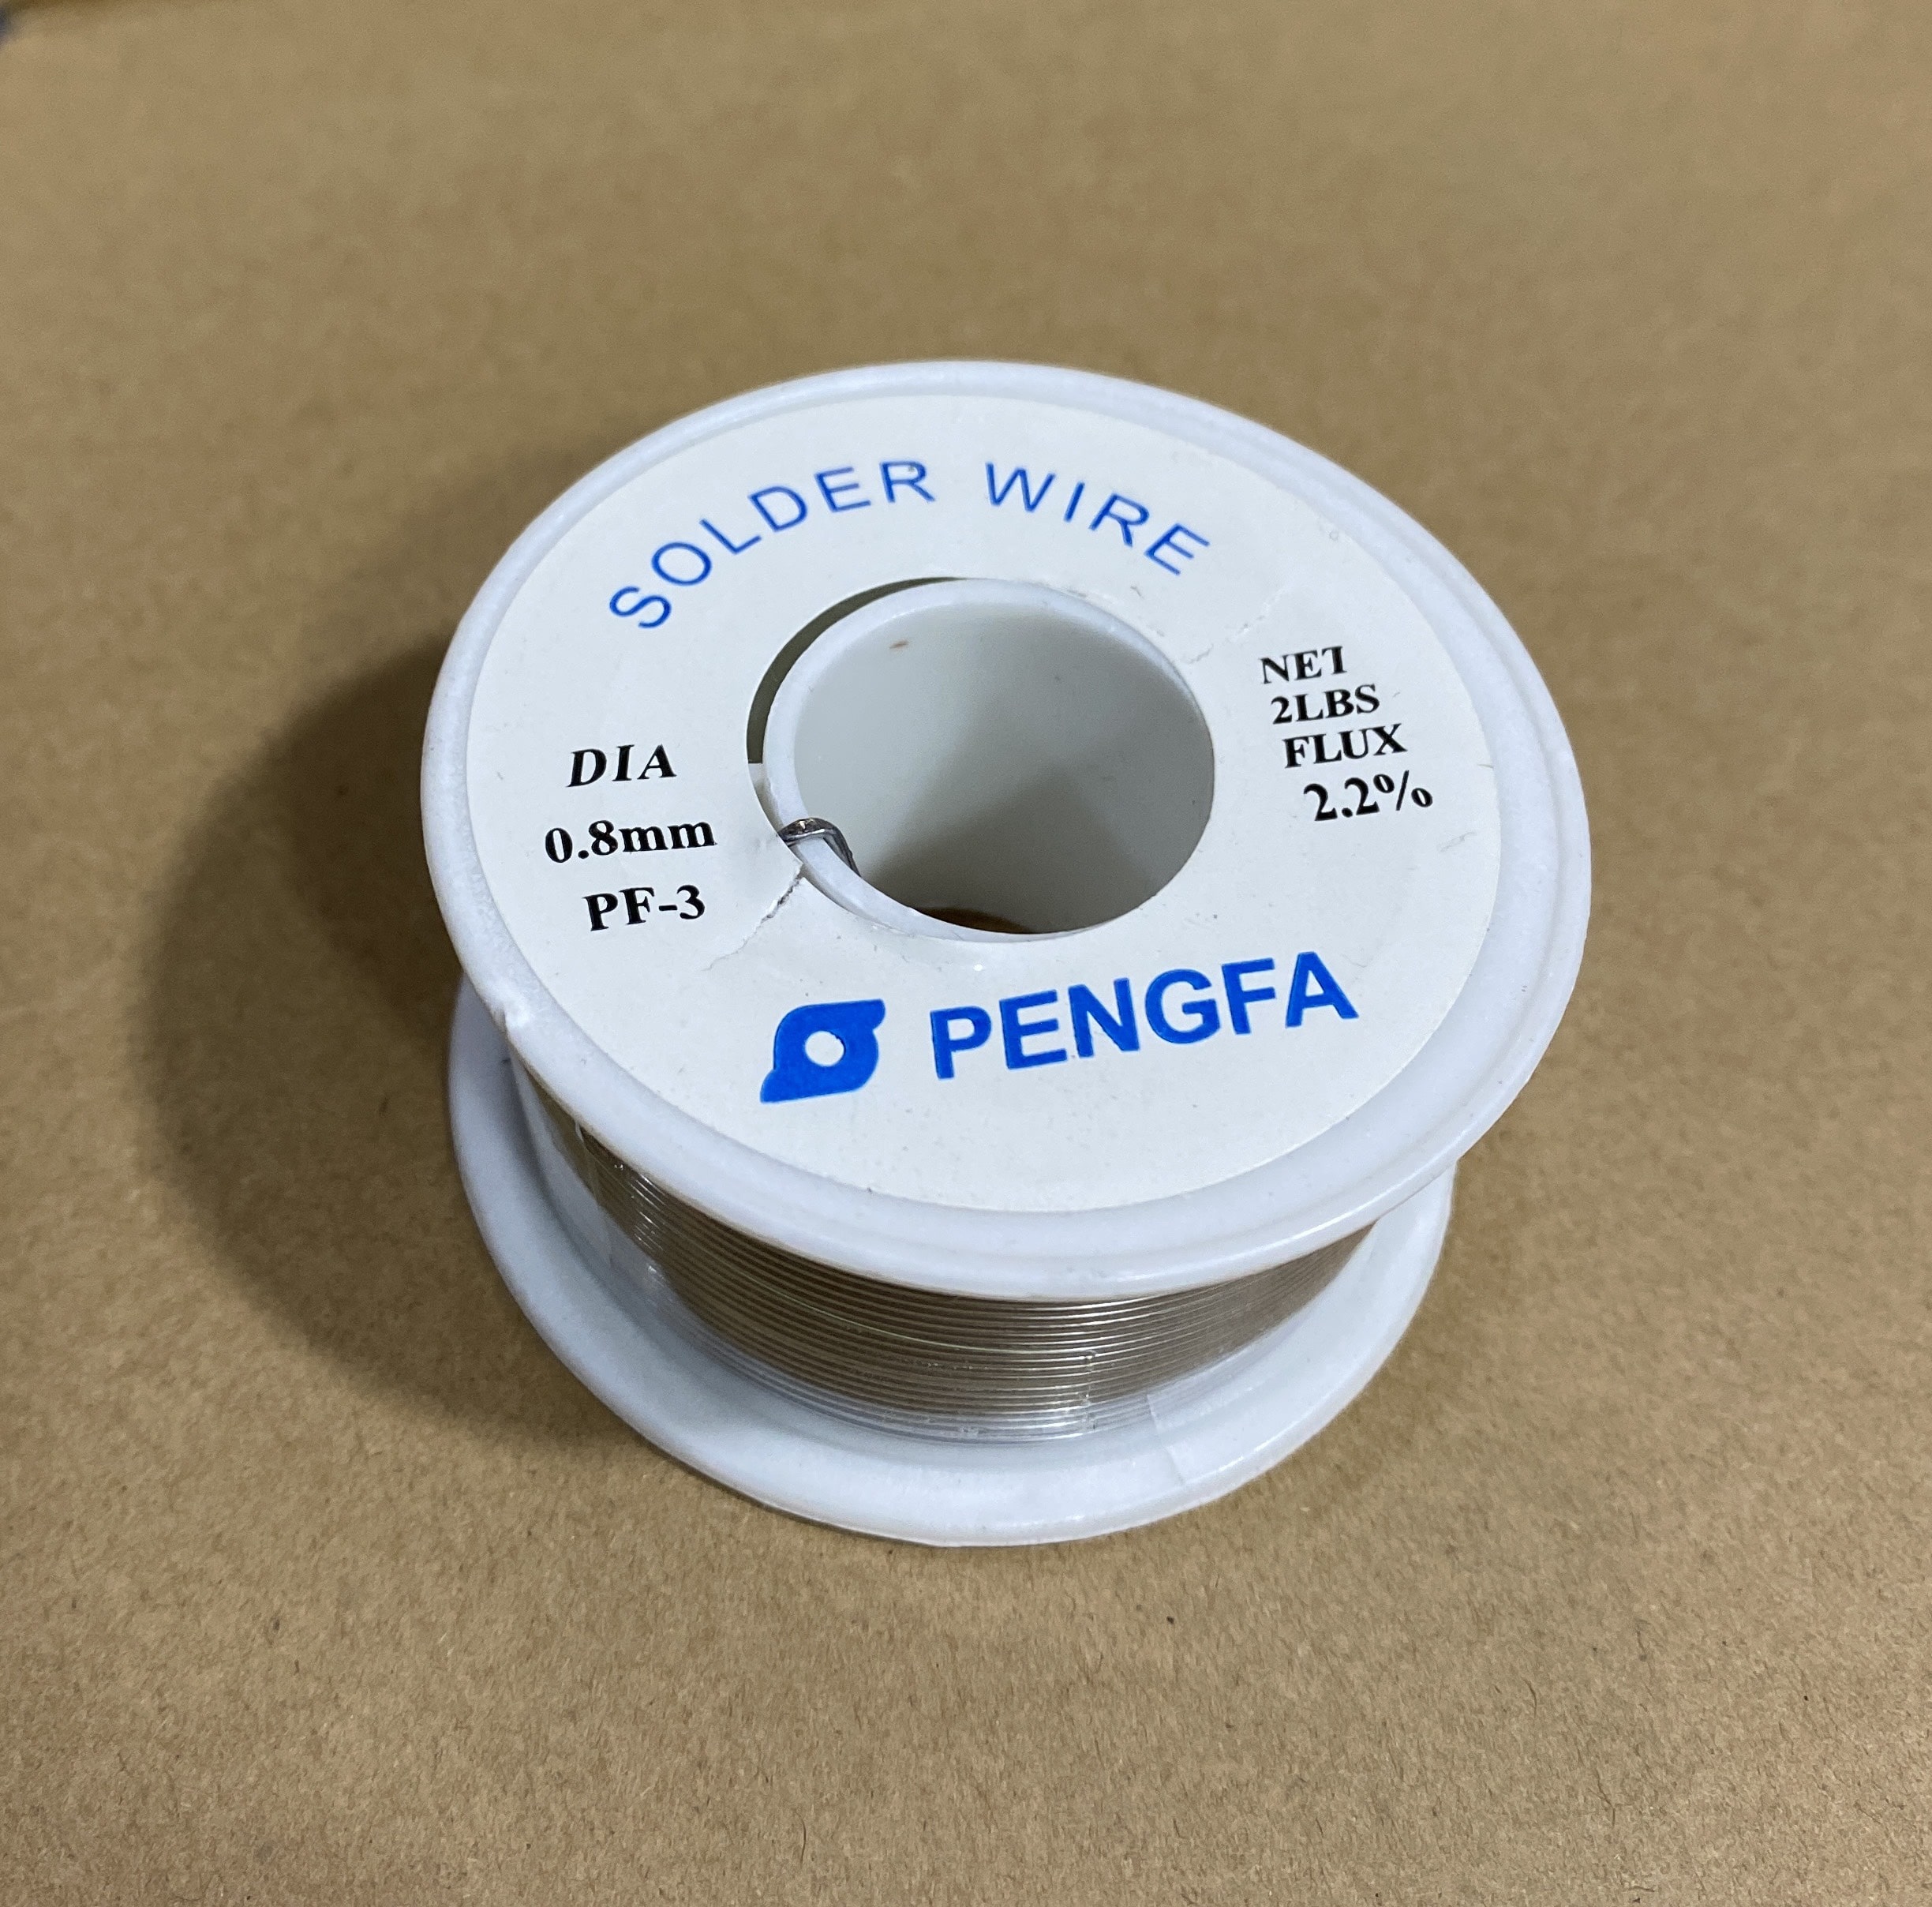 SOLDER WIRE
DIA
0.8mm
PF-3
NET
2LBS
FLUX
2.2%
PENGFA